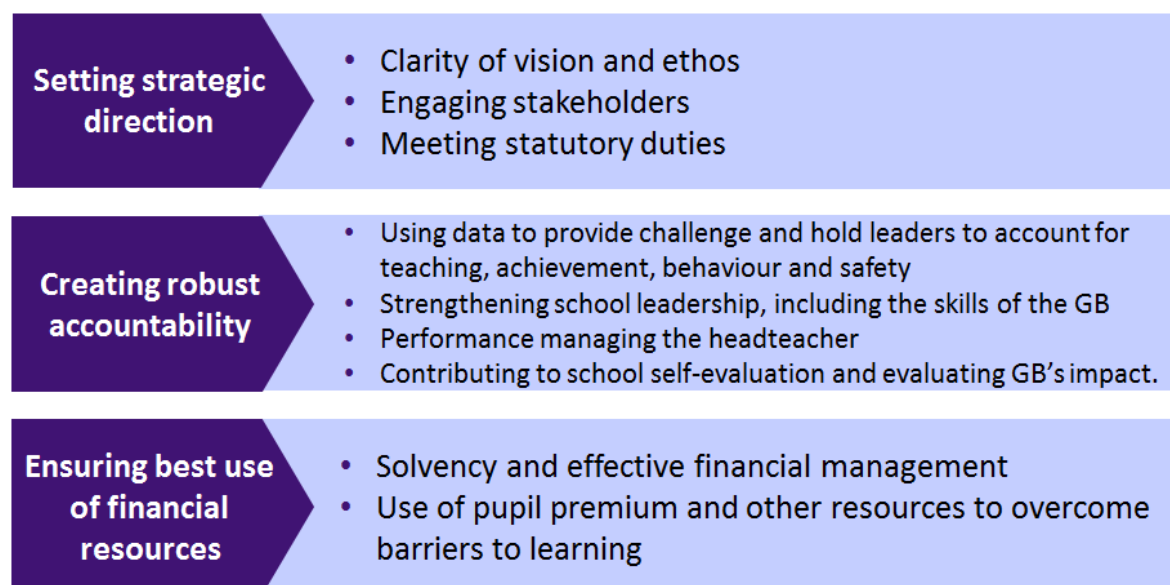 Setting strategic
direction
• Clarity of vision and ethos
• Engaging stakeholders
• Meeting statutory duties
Creating robust
accountability
• Using data to provide challenge and hold leaders to account for
teaching, achievement, behaviour and safety
• Strengthening school leadership, including the skills of the GB
• Performance managing the headteacher
• Contributing to school self-evaluation and evaluating GB’s impact.
Ensuring best use
of financial
resources
• Solvency and effective financial management
• Use of pupil premium and other resources to overcome
barriers to learning